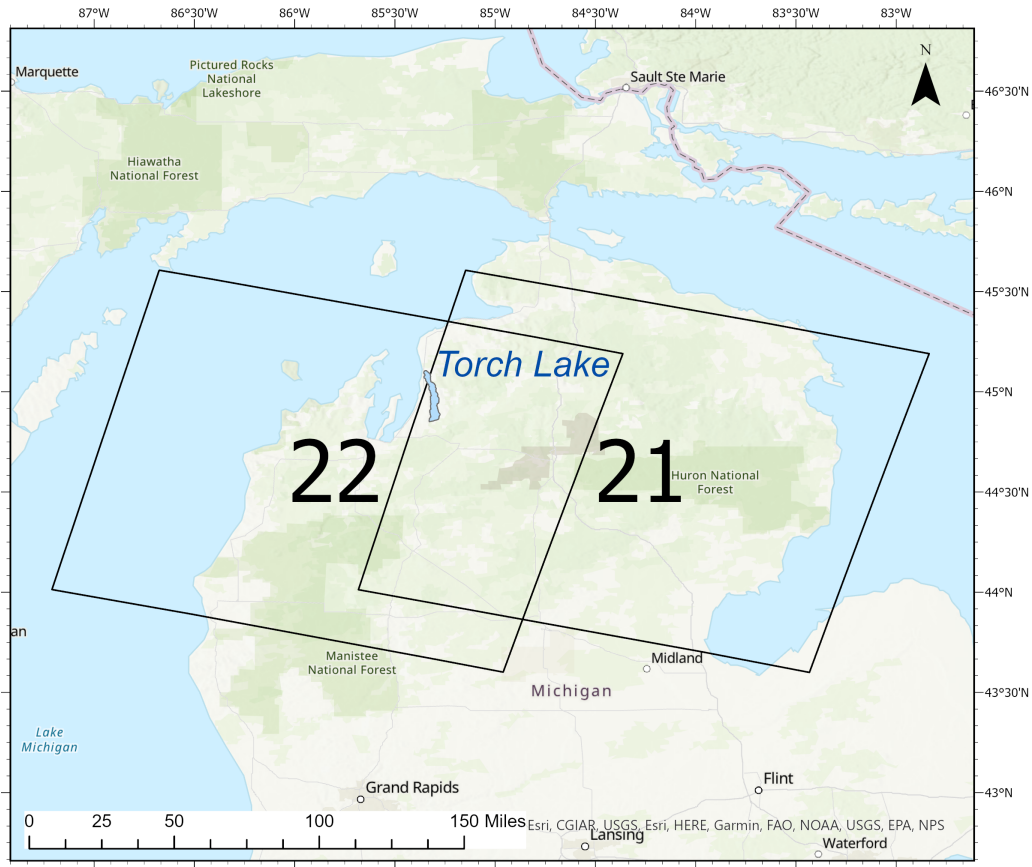 87°W 86°30'W 86°W 85°30'W 85°W 84°30'W 84°W 83°30'W 83°W
Marquette
Pictured Rocks
National
Lakeshore
Sault Ste Marie
N
46°30'N
Hiawatha
National Forest
46°N
45°30'N
Torch Lake
45°N
22
21
Huron National
Forest
44°30'N
44°N
an
Manistee
National Forest
Midland
Michigan
43°30'N
Lake
Michigan
Grand Rapids
Flint
43°N
0 25 50 100 150 Miles
Esri, CGIAR, USGS, Esri, HERE, Garmin, FAO, NOAA, USGS, EPA, NPS
Lansing
Waterford